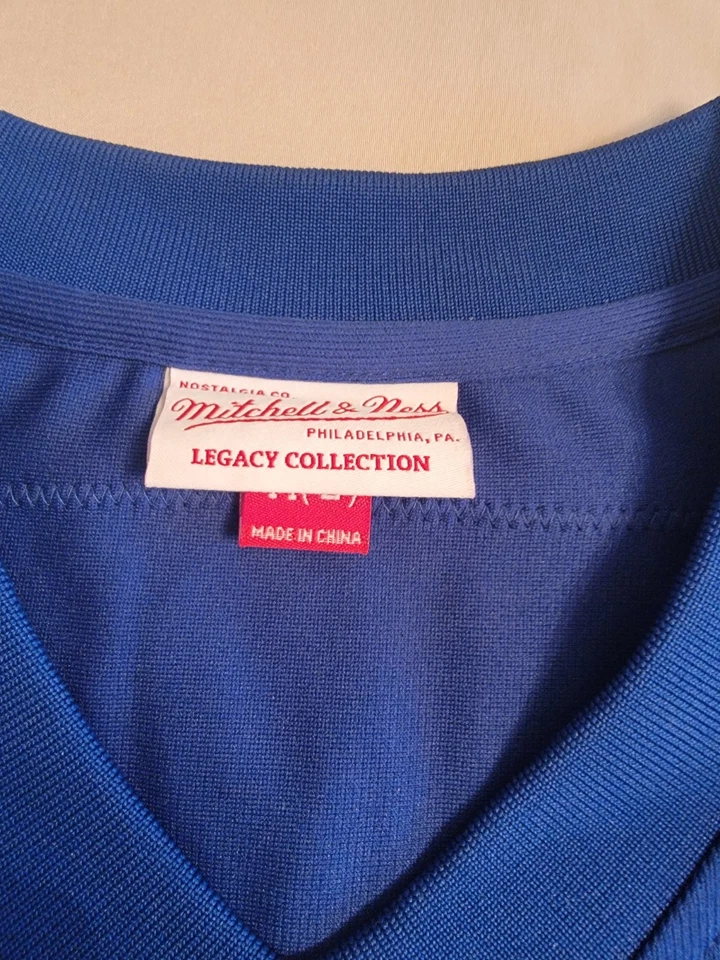 NOSTALGIA CO.
Mitchell & Ness
PHILADELPHIA, PA.
LEGACY COLLECTION
MADE IN CHINA